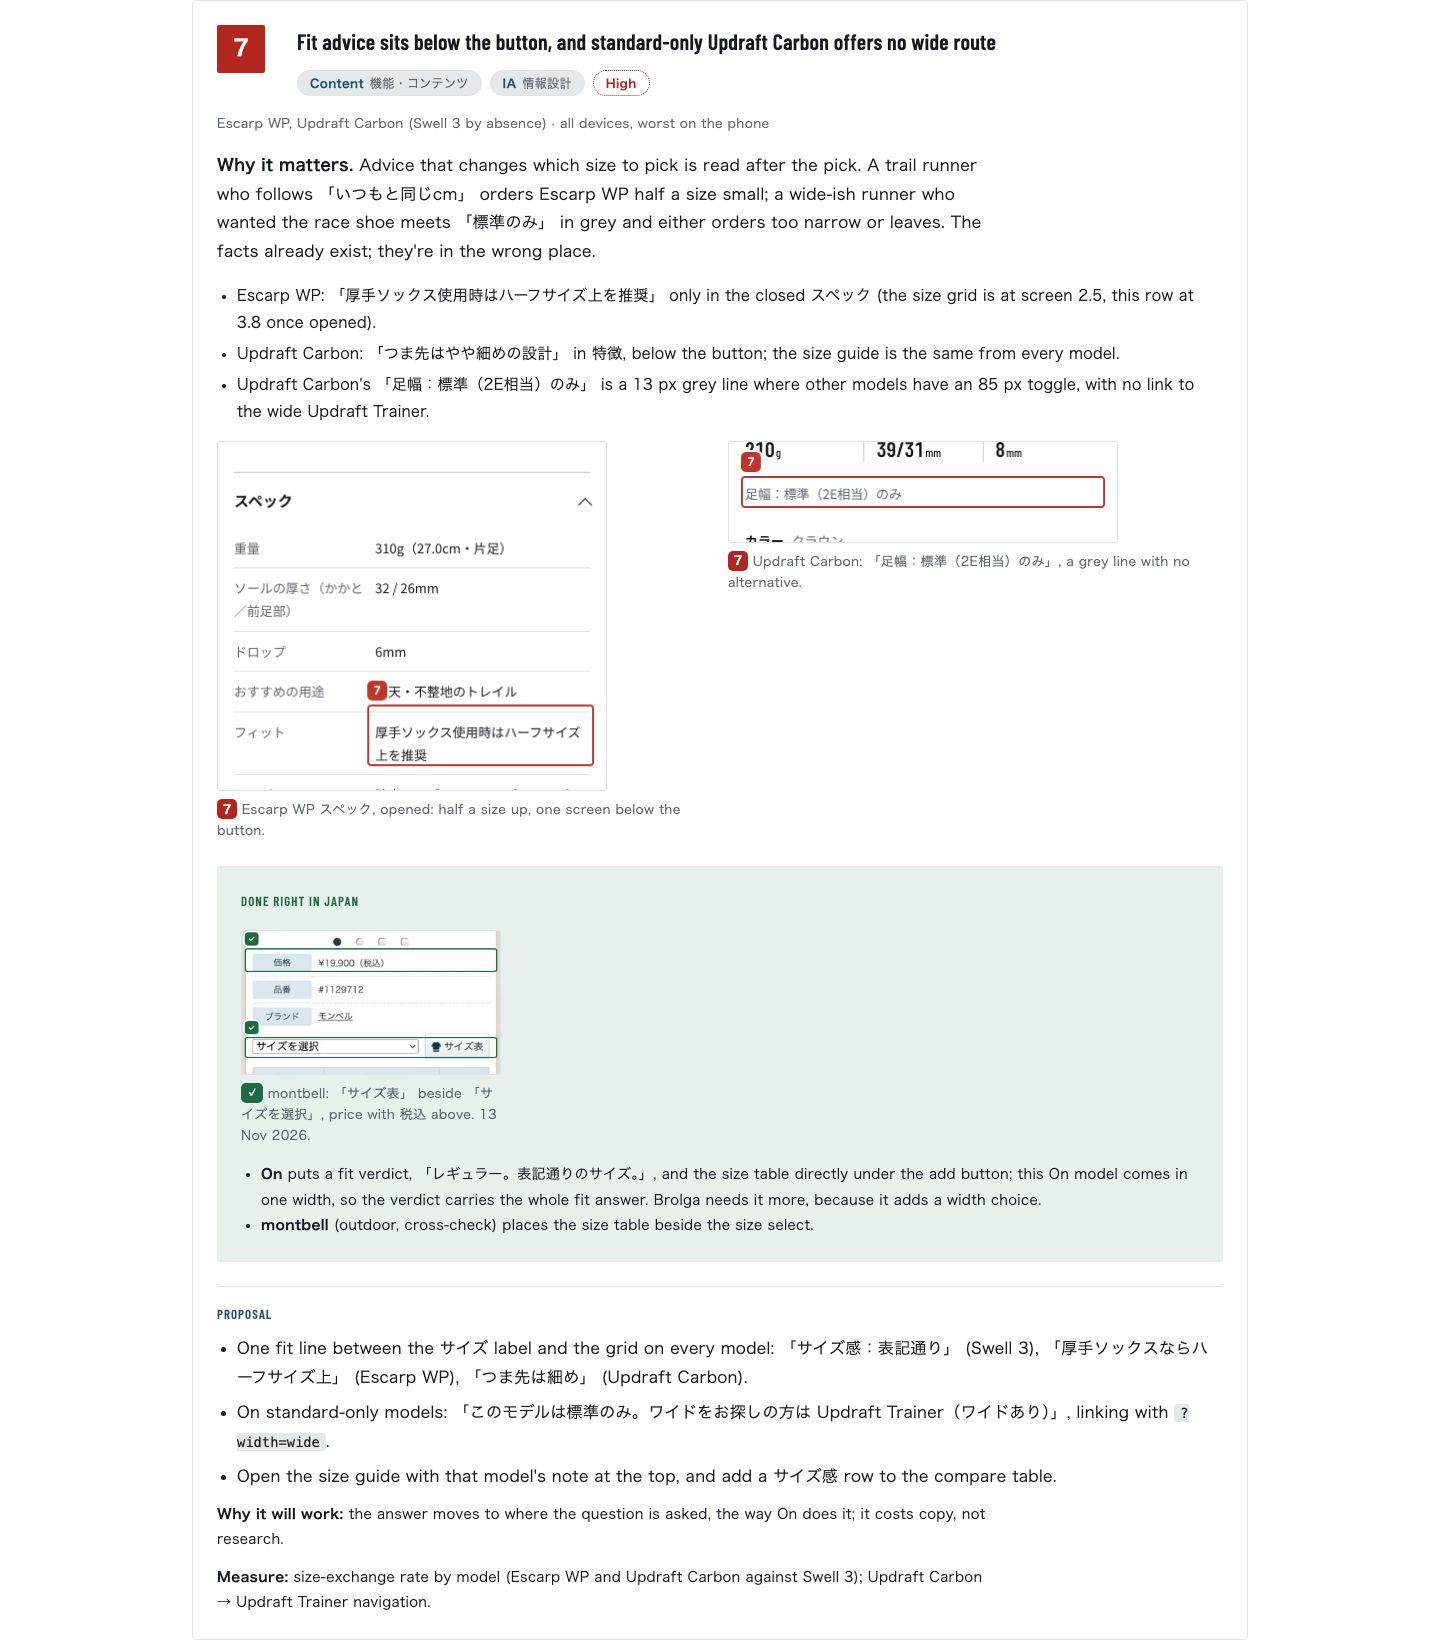 7
Fit advice sits below the button, and standard-only Updraft Carbon offers no wide route
Content 機能・コンテンツ
IA 情報設計
High
Escarp WP, Updraft Carbon (Swell 3 by absence) · all devices, worst on the phone
Why it matters. Advice that changes which size to pick is read after the pick. A trail runner
who follows 「いつもと同じcm」 orders Escarp WP half a size small; a wide-ish runner who
wanted the race shoe meets 「標準のみ」 in grey and either orders too narrow or leaves. The
facts already exist; they're in the wrong place.
• Escarp WP: 「厚手ソックス使用時はハーフサイズ上を推奨」 only in the closed スペック (the size grid is at screen 2.5, this row at
3.8 once opened).
• Updraft Carbon: 「つま先はやや細めの設計」 in 特徴, below the button; the size guide is the same from every model.
• Updraft Carbon's 「足幅：標準（2E相当）のみ」 is a 13 px grey line where other models have an 85 px toggle, with no link to
the wide Updraft Trainer.
スペック
重量 310g（27.0cm・片足）
ソールの厚さ（かかと 32 / 26mm
／前足部）
ドロップ 6mm
おすすめの用途 7 天・不整地のトレイル
フィット 厚手ソックス使用時はハーフサイズ
上を推奨
7 Escarp WP スペック, opened: half a size up, one screen below the
button.
210g 39/31mm 8mm
7
足幅：標準（2E相当）のみ
カラー クラウン
7 Updraft Carbon: 「足幅：標準（2E相当）のみ」, a grey line with no
alternative.
DONE RIGHT IN JAPAN
価格 ¥19,900（税込）
品番 #1129712
ブランド モンベル
サイズを選択 サイズ表
✓ montbell: 「サイズ表」 beside 「サ
イズを選択」, price with 税込 above. 13
Nov 2026.
• On puts a fit verdict, 「レギュラー。表記通りのサイズ。」, and the size table directly under the add button; this On model comes in
one width, so the verdict carries the whole fit answer. Brolga needs it more, because it adds a width choice.
• montbell (outdoor, cross-check) places the size table beside the size select.
PROPOSAL
• One fit line between the サイズ label and the grid on every model: 「サイズ感：表記通り」 (Swell 3), 「厚手ソックスならハ
ーフサイズ上」 (Escarp WP), 「つま先は細め」 (Updraft Carbon).
• On standard-only models: 「このモデルは標準のみ。ワイドをお探しの方は Updraft Trainer（ワイドあり）」, linking with ?
width=wide .
• Open the size guide with that model's note at the top, and add a サイズ感 row to the compare table.
Why it will work: the answer moves to where the question is asked, the way On does it; it costs copy, not
research.
Measure: size-exchange rate by model (Escarp WP and Updraft Carbon against Swell 3); Updraft Carbon
→ Updraft Trainer navigation.